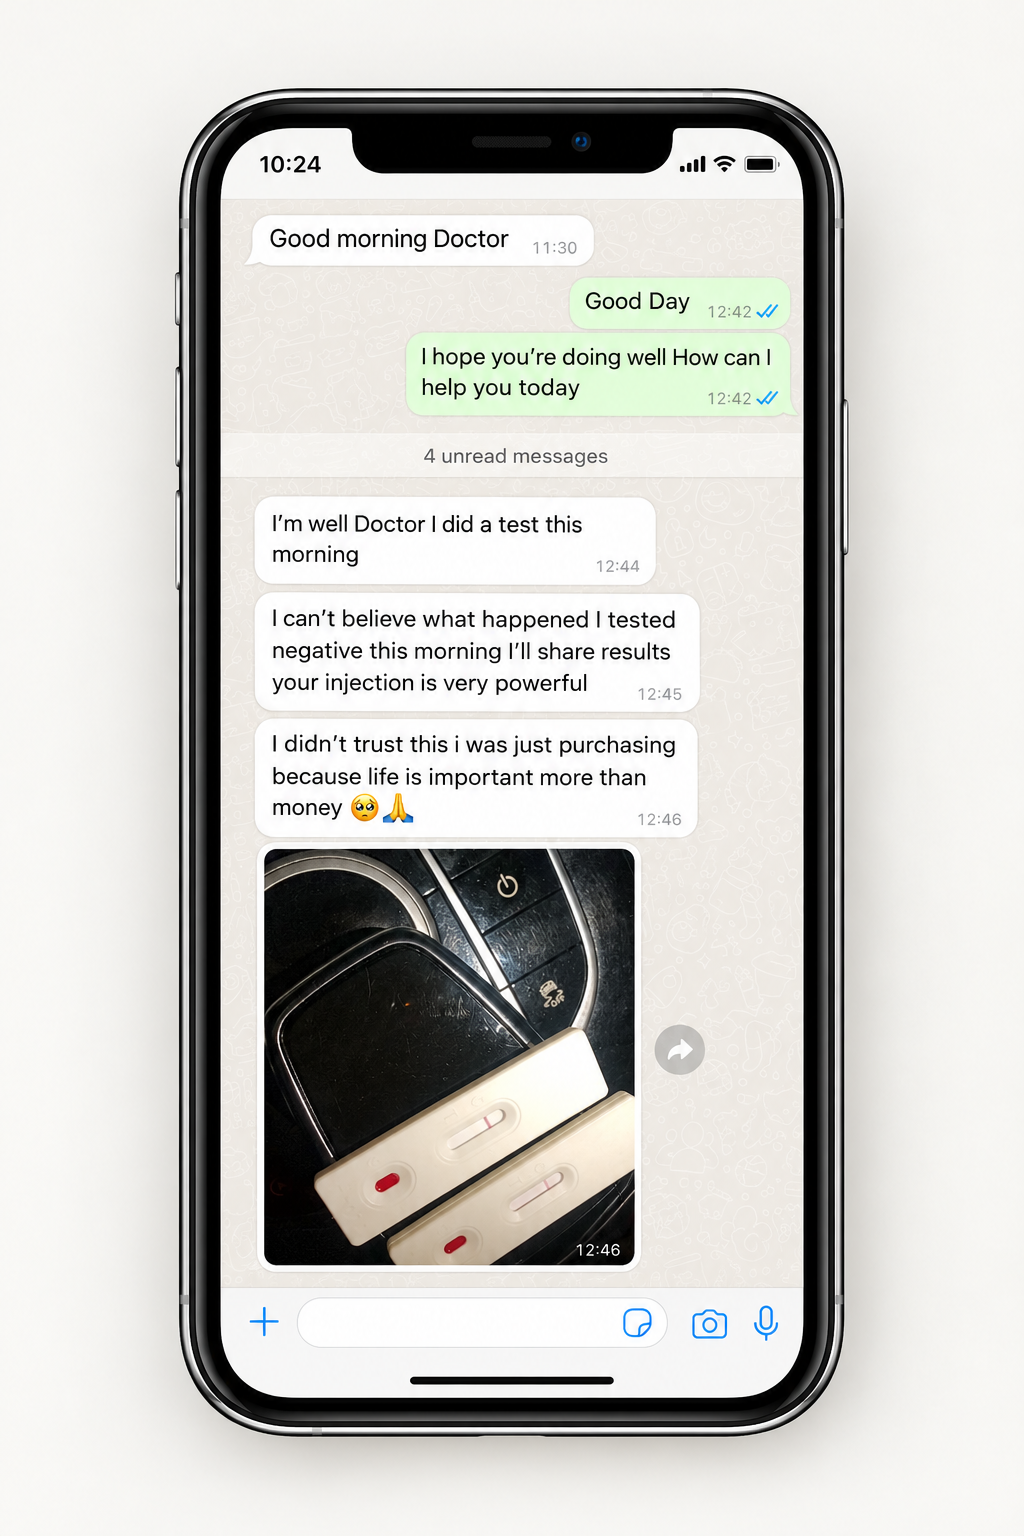 10:24
Good morning Doctor
11:30
Good Day
12:42
I hope you're doing well How can I
help you today
12:42
4 unread messages
I'm well Doctor I did a test this
morning
12:44
I can't believe what happened I tested
negative this morning I'll share results
your injection is very powerful
12:45
I didn't trust this i was just purchasing
because life is important more than
money 🥺🙏
12:46
OFF
12:46